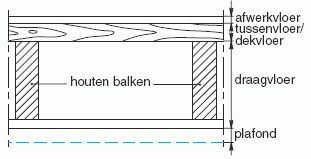 afwerkvloer
tussenvloer/
dekvloer
houten balken
draagvloer
plafond